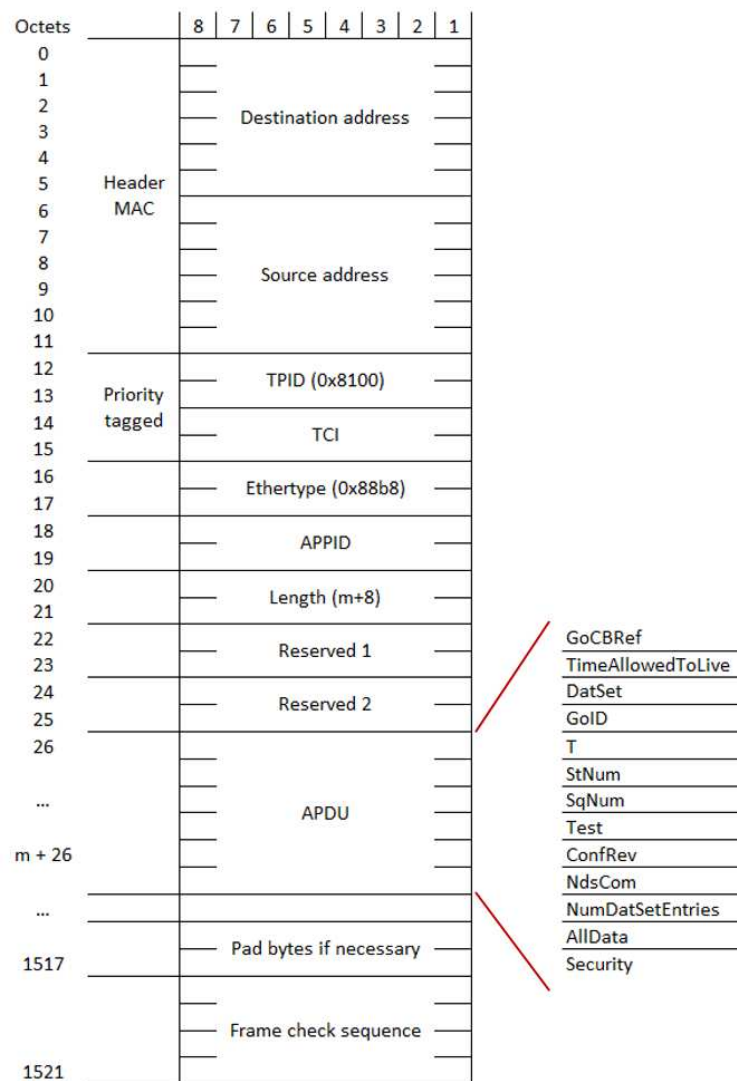 Octets 8 7 6 5 4 3 2 1
0
1
2
3
4
5
6
7
8
9
10
11
Header
MAC
Destination address
Source address
12
13
14
15
Priority
tagged
TPID (0x8100)
TCI
16
17
Ethertype (0x88b8)
18
19
APPID
20
21
Length (m+8)
22
23
Reserved 1
24
25
Reserved 2
26
...
m + 26
APDU
...
1517
Pad bytes if necessary
Frame check sequence
1521
GoCBRef
TimeAllowedToLive
DatSet
GoID
T
StNum
SqNum
Test
ConfRev
NdsCom
NumDatSetEntries
AllData
Security